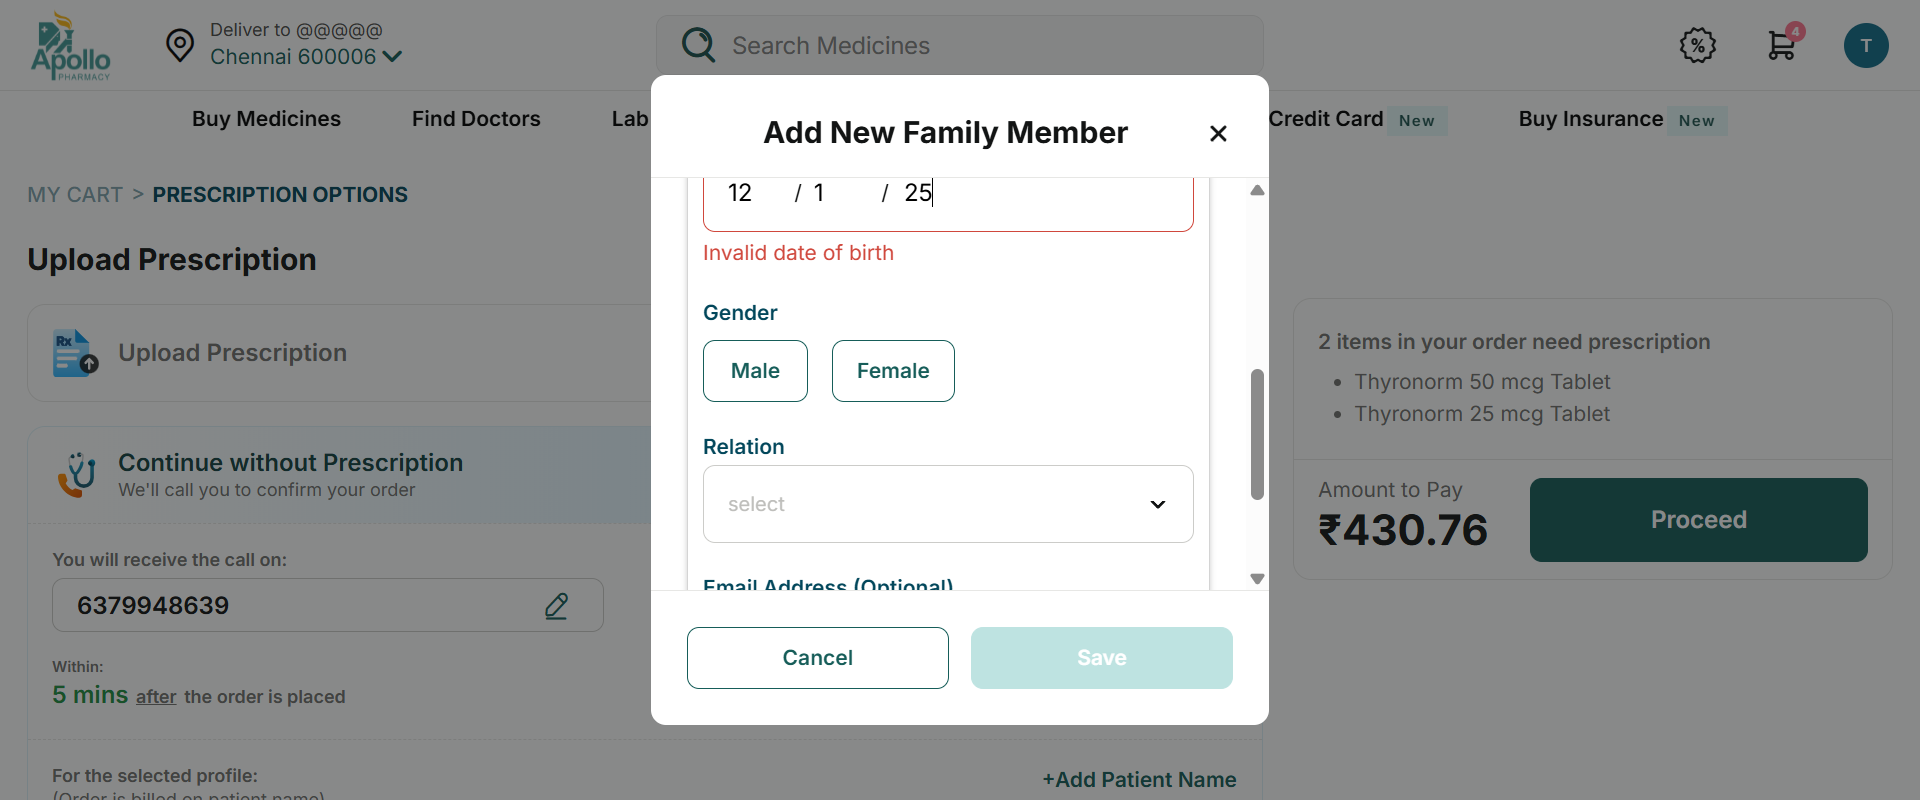 Apollo
PHARMACY
Deliver to @@@@@
Chennai 600006
Search Medicines
%
4
T
Buy Medicines
Find Doctors
Lab
Credit Card New
Buy Insurance New
MY CART > PRESCRIPTION OPTIONS
Upload Prescription
Rx
Upload Prescription
Continue without Prescription
We'll call you to confirm your order
You will receive the call on:
6379948639
Within:
5 mins after the order is placed
For the selected profile:
(Order is billed on patient name)
+Add Patient Name
Add New Family Member
12 / 1 / 25
Invalid date of birth
Gender
Male
Female
Relation
select
Email Address (Optional)
Cancel
Save
2 items in your order need prescription
• Thyronorm 50 mcg Tablet
• Thyronorm 25 mcg Tablet
Amount to Pay
₹430.76
Proceed